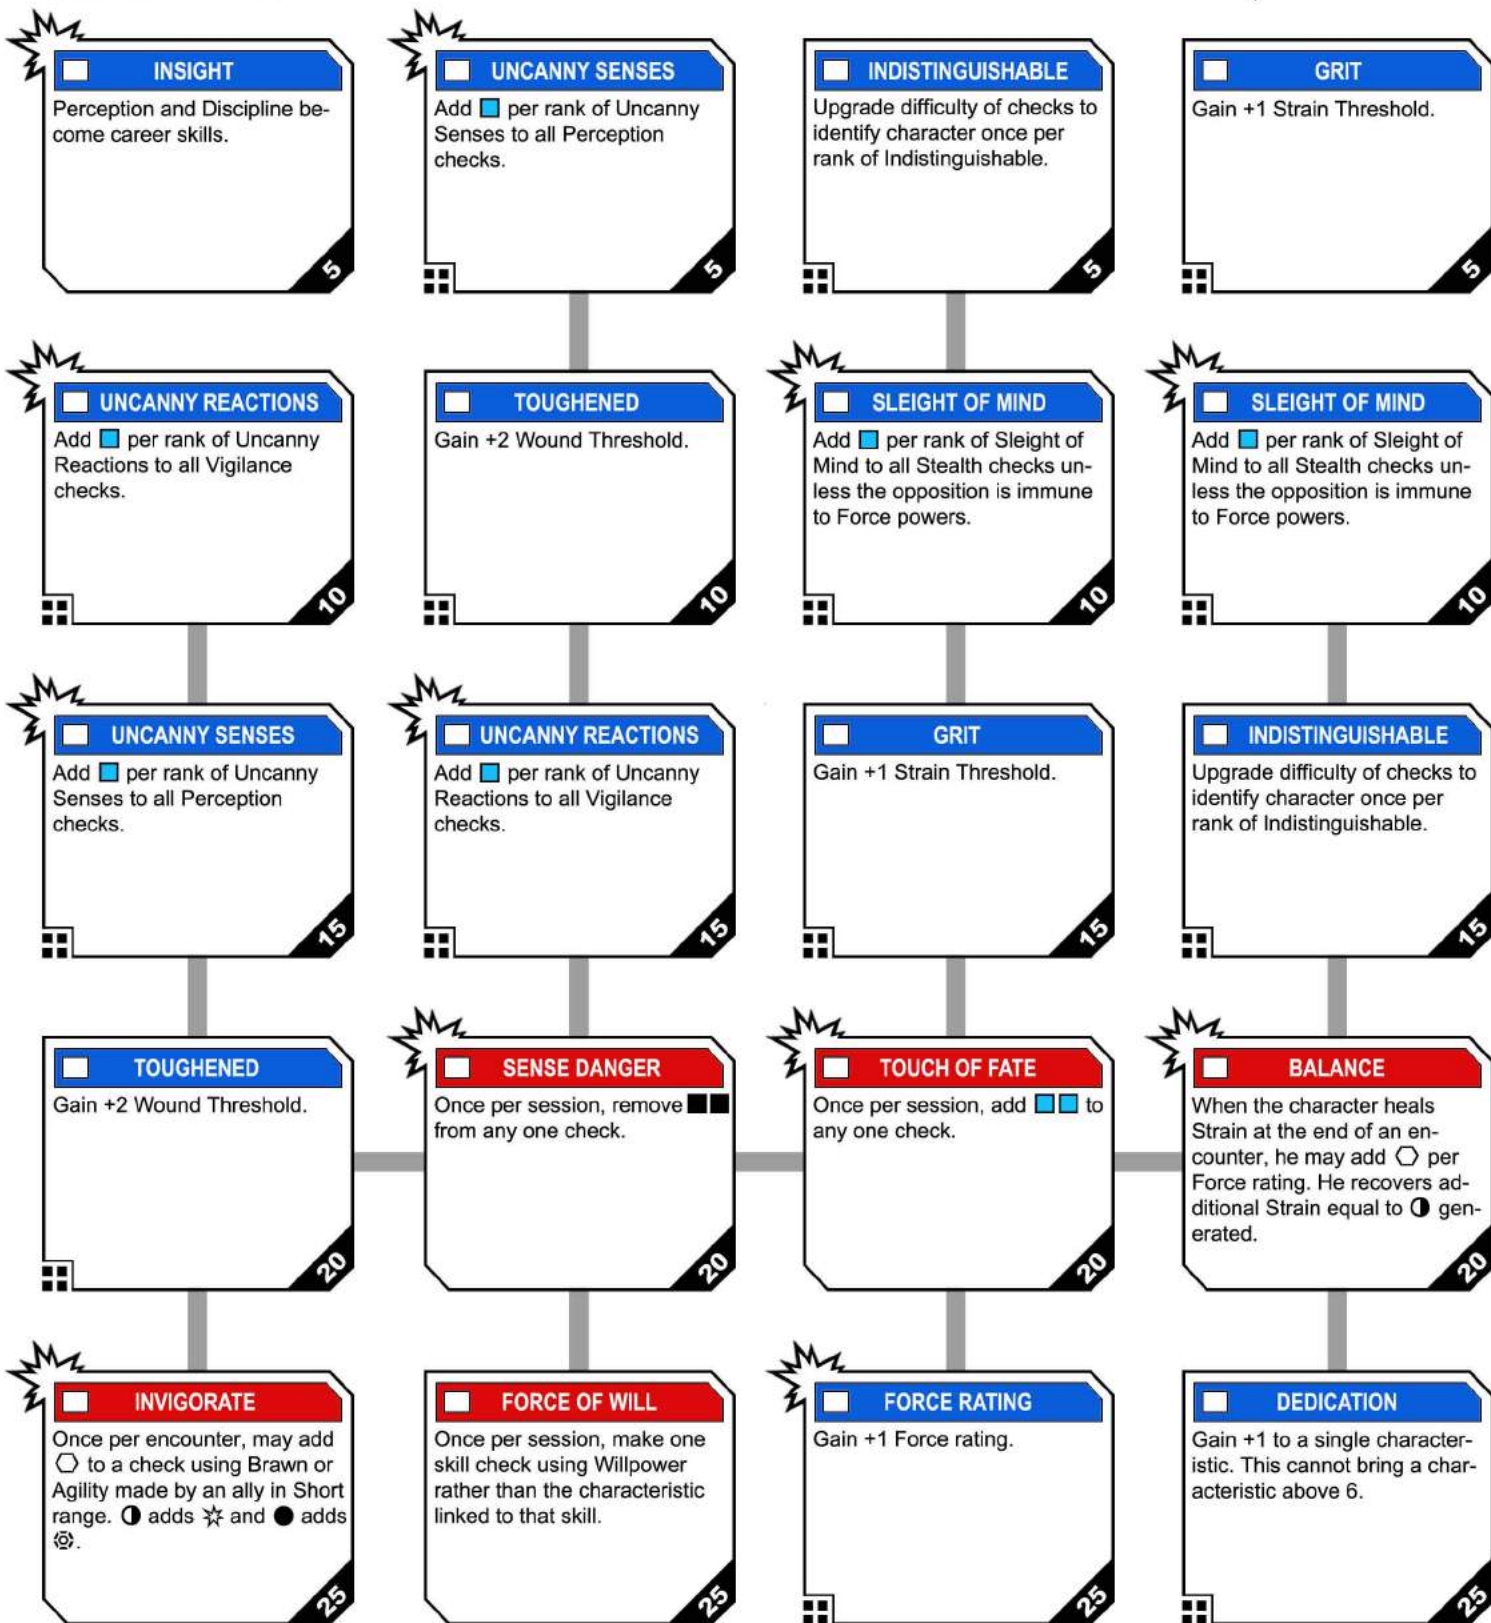 INSIGHT
Perception and Discipline be-
come career skills.
5
UNCANNY SENSES
Add per rank of Uncanny
Senses to all Perception
checks.
5
INDISTINGUISHABLE
Upgrade difficulty of checks to
identify character once per
rank of Indistinguishable.
5
GRIT
Gain +1 Strain Threshold.
5
UNCANNY REACTIONS
Add per rank of Uncanny
Reactions to all Vigilance
checks.
10
TOUGHENED
Gain +2 Wound Threshold.
10
SLEIGHT OF MIND
Add per rank of Sleight of
Mind to all Stealth checks un-
less the opposition is immune
to Force powers.
10
SLEIGHT OF MIND
Add per rank of Sleight of
Mind to all Stealth checks un-
less the opposition is immune
to Force powers.
10
UNCANNY SENSES
Add per rank of Uncanny
Senses to all Perception
checks.
15
UNCANNY REACTIONS
Add per rank of Uncanny
Reactions to all Vigilance
checks.
15
GRIT
Gain +1 Strain Threshold.
15
INDISTINGUISHABLE
Upgrade difficulty of checks to
identify character once per
rank of Indistinguishable.
15
TOUGHENED
Gain +2 Wound Threshold.
20
SENSE DANGER
Once per session, remove
from any one check.
20
TOUCH OF FATE
Once per session, add to
any one check.
20
BALANCE
When the character heals
Strain at the end of an en-
counter, he may add per
Force rating. He recovers ad-
ditional Strain equal to gen-
erated.
20
INVIGORATE
Once per encounter, may add
to a check using Brawn or
Agility made by an ally in Short
range. adds and adds
.
25
FORCE OF WILL
Once per session, make one
skill check using Willpower
rather than the characteristic
linked to that skill.
25
FORCE RATING
Gain +1 Force rating.
25
DEDICATION
Gain +1 to a single character-
istic. This cannot bring a char-
acteristic above 6.
25